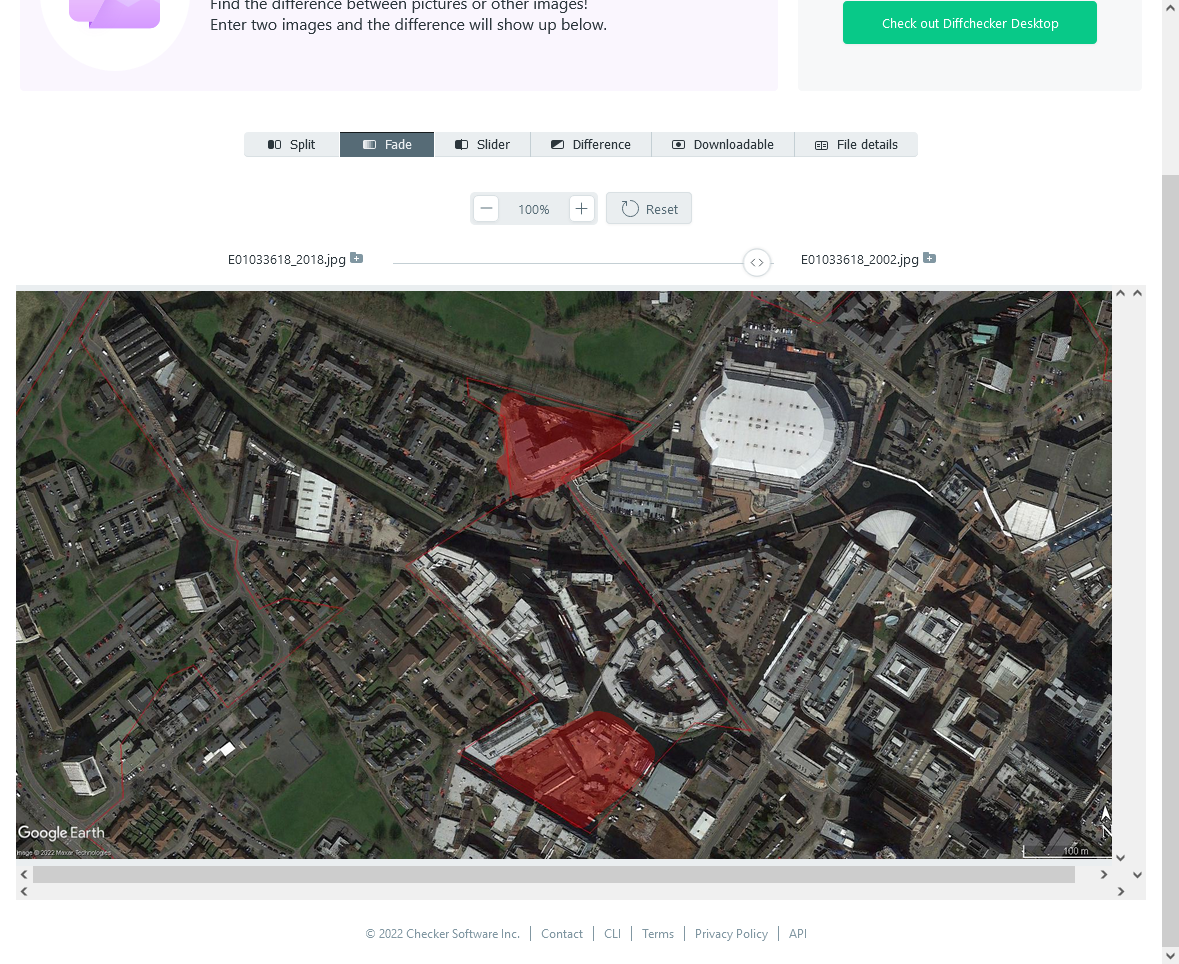 Find the difference between pictures or other images!
Enter two images and the difference will show up below.
Check out Diffchecker Desktop
Split
Fade
Slider
Difference
Downloadable
File details
100%
Reset
E01033618_2018.jpg
E01033618_2002.jpg
Google Earth
Image © 2022 Maxar Technologies
N
100 m
© 2022 Checker Software Inc.
Contact
CLI
Terms
Privacy Policy
API